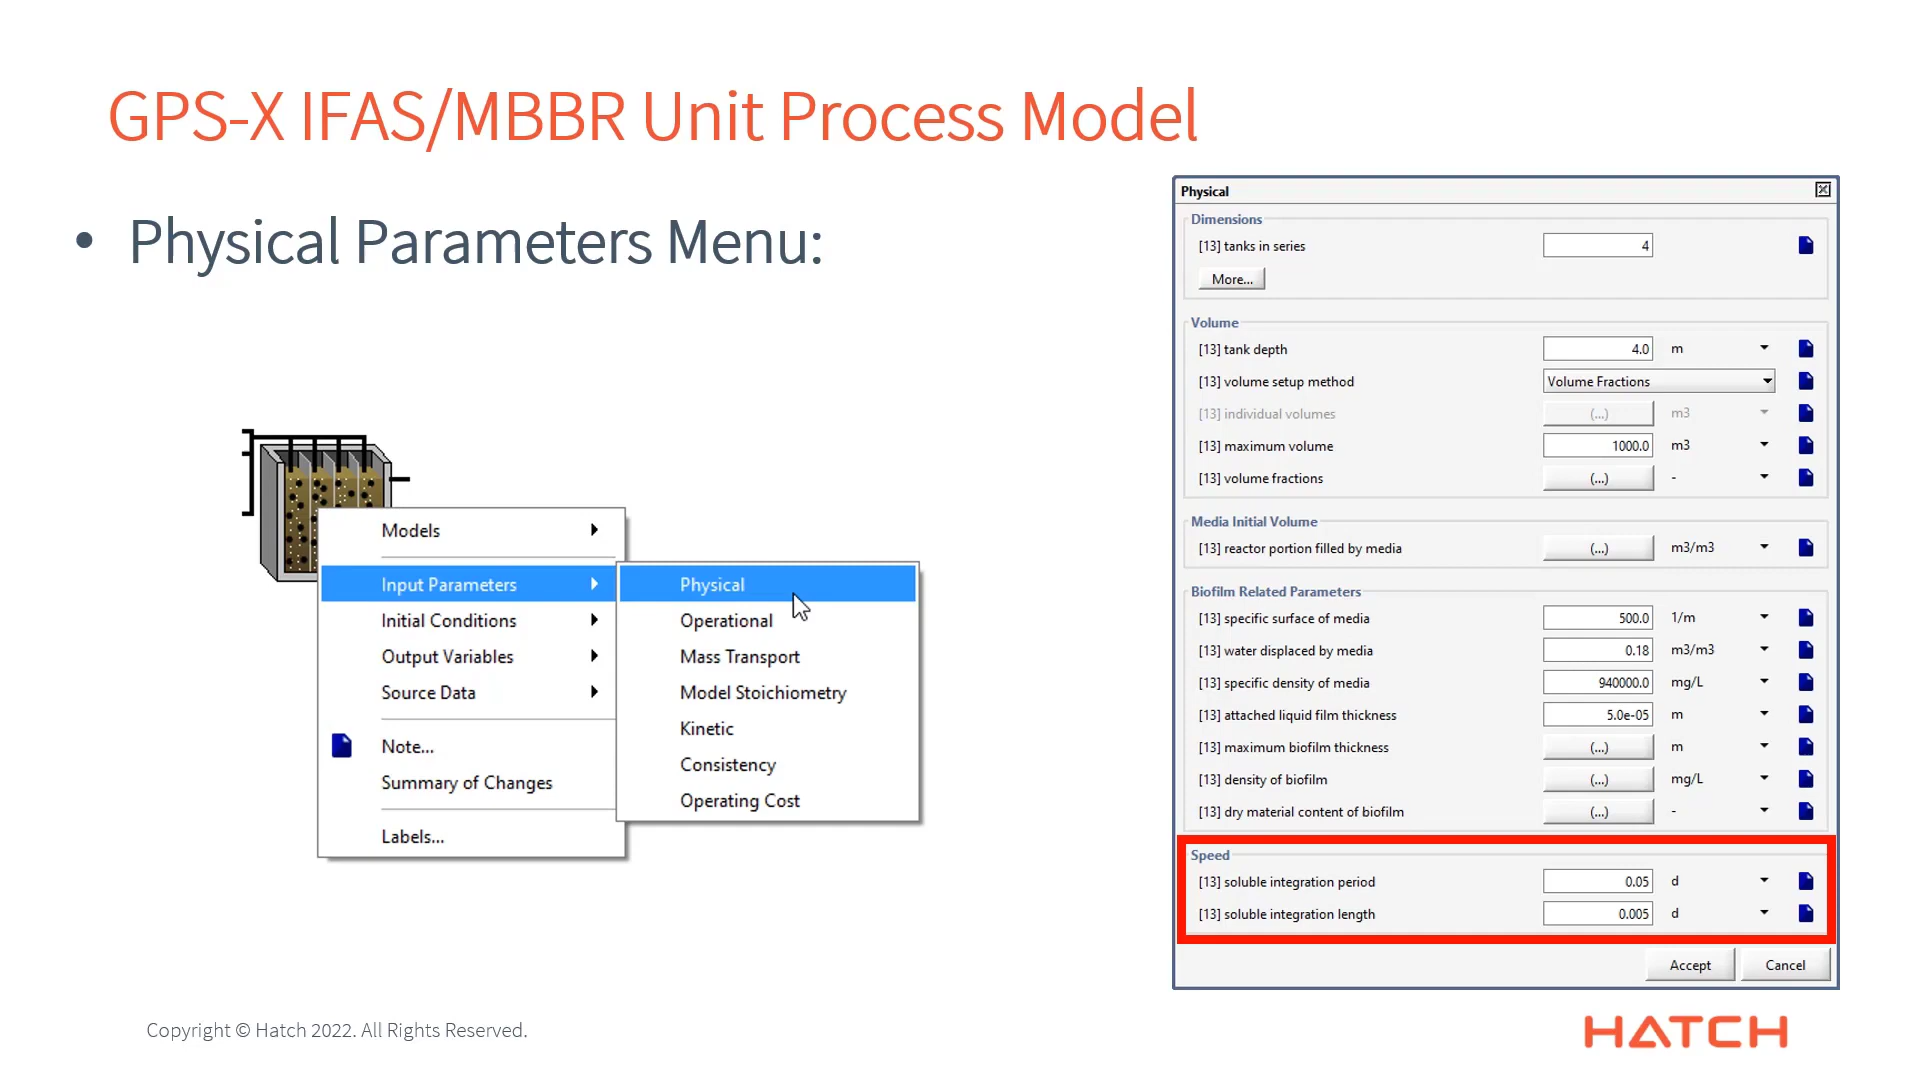 GPS-X IFAS/MBBR Unit Process Model
• Physical Parameters Menu:
Models
Input Parameters
Initial Conditions
Output Variables
Source Data
Note...
Summary of Changes
Labels...
Physical
Operational
Mass Transport
Model Stoichiometry
Kinetic
Consistency
Operating Cost
Physical
Dimensions
[13] tanks in series 4
More...
Volume
[13] tank depth 4.0 m
[13] volume setup method Volume Fractions
[13] individual volumes (...) m3
[13] maximum volume 1000.0 m3
[13] volume fractions (...) -
Media Initial Volume
[13] reactor portion filled by media (...) m3/m3
Biofilm Related Parameters
[13] specific surface of media 500.0 1/m
[13] water displaced by media 0.18 m3/m3
[13] specific density of media 940000.0 mg/L
[13] attached liquid film thickness 5.0e-05 m
[13] maximum biofilm thickness (...) m
[13] density of biofilm (...) mg/L
[13] dry material content of biofilm (...) -
Speed
[13] soluble integration period 0.05 d
[13] soluble integration length 0.005 d
Accept Cancel
Copyright © Hatch 2022. All Rights Reserved.
HATCH